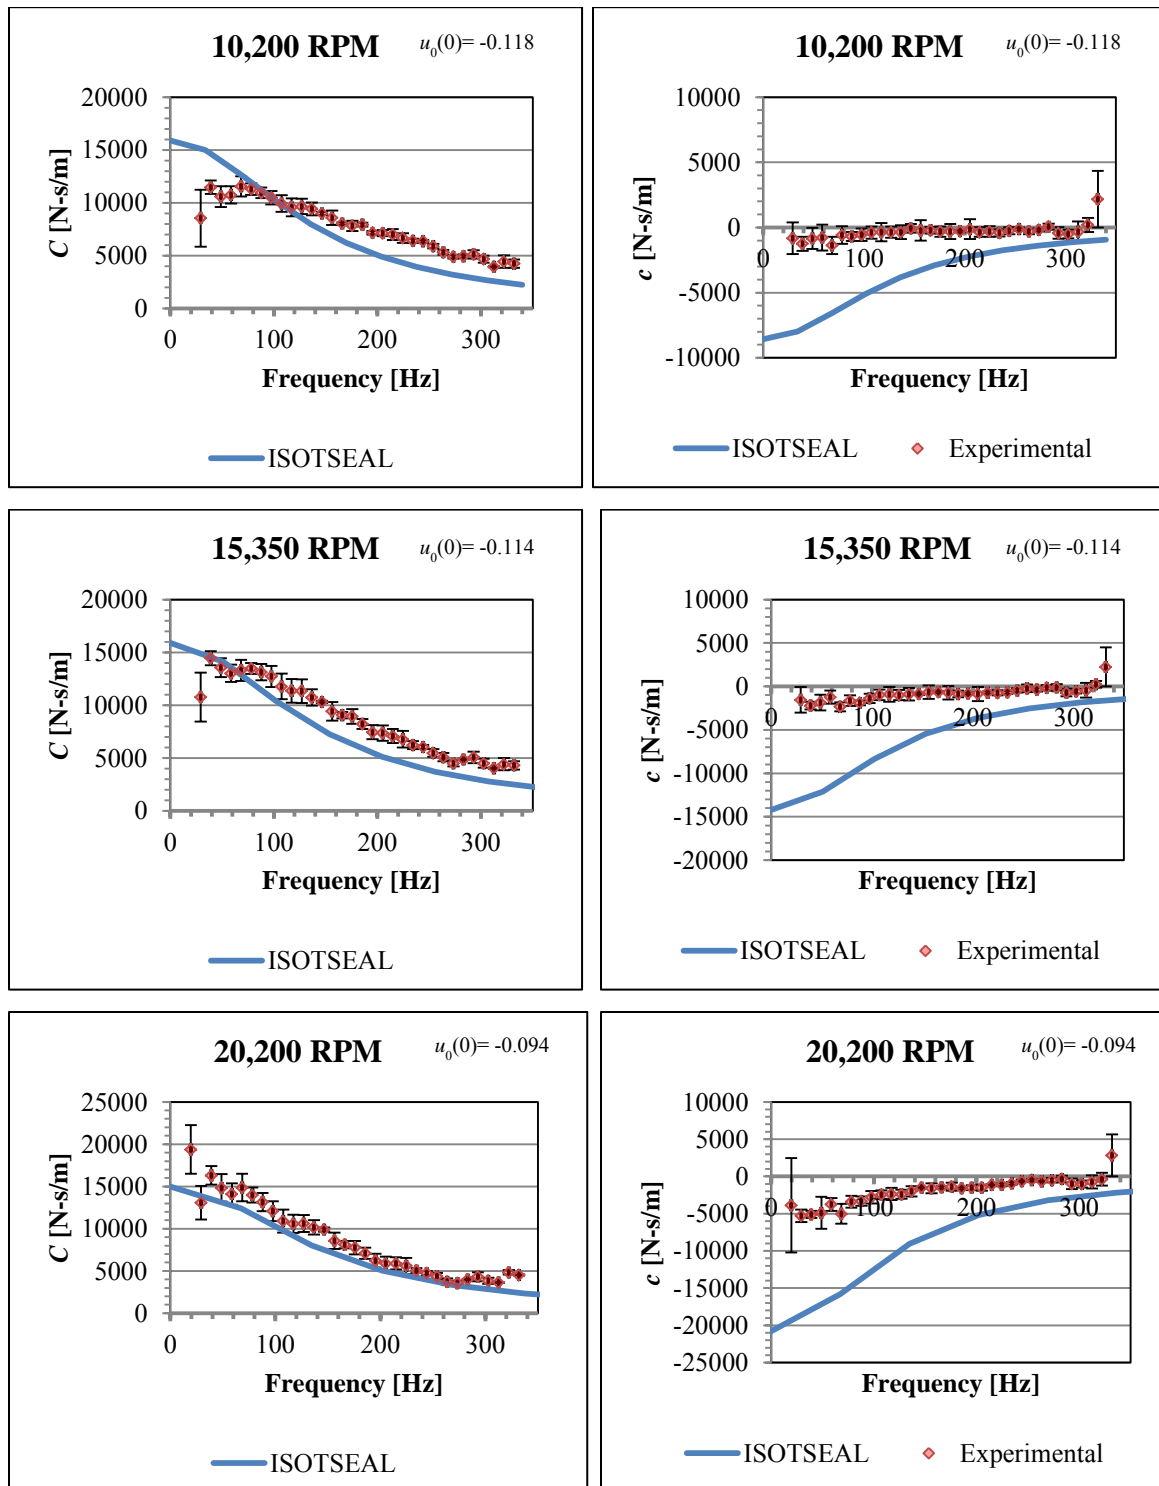 10,200 RPM u₀(0)= -0.118
20000
15000
10000
5000
0
C [N-s/m]
0 100 200 300
Frequency [Hz]
ISOTSEAL
10,200 RPM u₀(0)= -0.118
10000
5000
0
-5000
-10000
c [N-s/m]
0 100 200 300
Frequency [Hz]
ISOTSEAL Experimental
15,350 RPM u₀(0)= -0.114
20000
15000
10000
5000
0
C [N-s/m]
0 100 200 300
Frequency [Hz]
ISOTSEAL
15,350 RPM u₀(0)= -0.114
10000
5000
0
-5000
-10000
-15000
-20000
c [N-s/m]
0 100 200 300
Frequency [Hz]
ISOTSEAL Experimental
20,200 RPM u₀(0)= -0.094
25000
20000
15000
10000
5000
0
C [N-s/m]
0 100 200 300
Frequency [Hz]
ISOTSEAL
20,200 RPM u₀(0)= -0.094
10000
5000
0
-5000
-10000
-15000
-20000
-25000
c [N-s/m]
0 100 200 300
Frequency [Hz]
ISOTSEAL Experimental